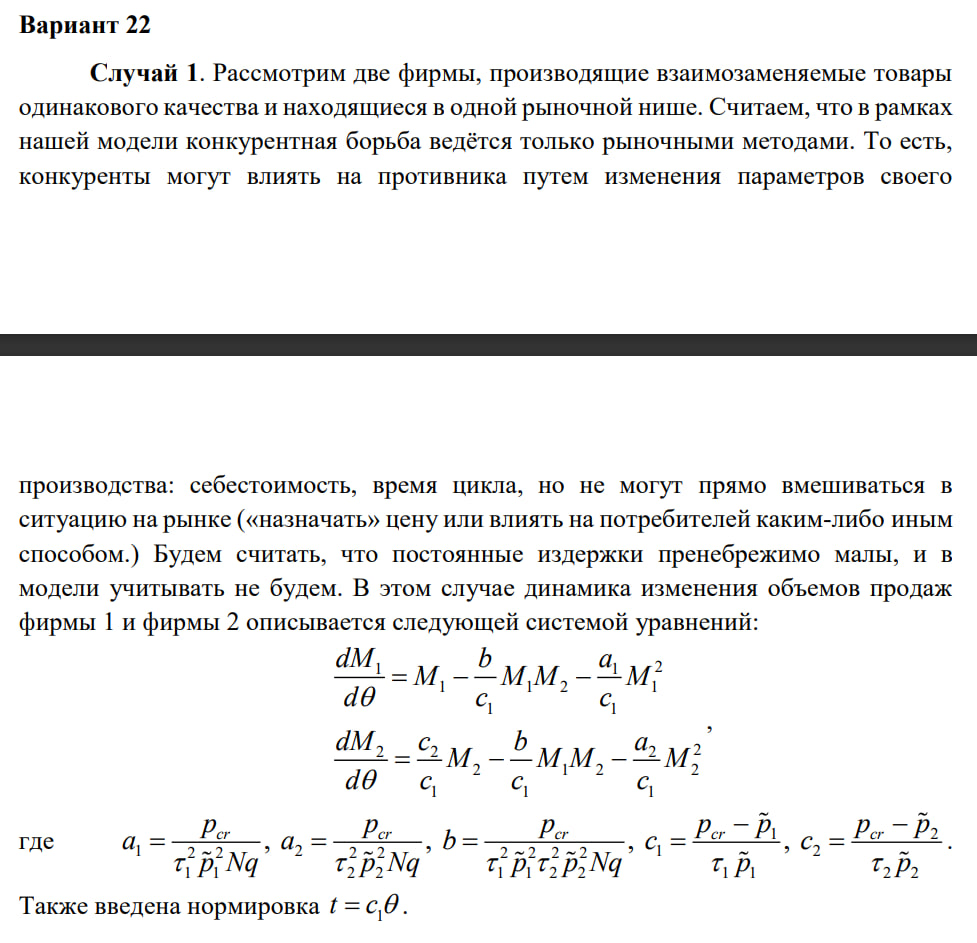 Вариант 22
Случай 1. Рассмотрим две фирмы, производящие взаимозаменяемые товары
одинакового качества и находящиеся в одной рыночной нише. Считаем, что в рамках
нашей модели конкурентная борьба ведётся только рыночными методами. То есть,
конкуренты могут влиять на противника путем изменения параметров своего
производства: себестоимость, время цикла, но не могут прямо вмешиваться в
ситуацию на рынке («назначать» цену или влиять на потребителей каким-либо иным
способом.) Будем считать, что постоянные издержки пренебрежимо малы, и в
модели учитывать не будем. В этом случае динамика изменения объемов продаж
фирмы 1 и фирмы 2 описывается следующей системой уравнений:
\frac{dM_1}{d\theta} = M_1 - \frac{b}{c_1} M_1 M_2 - \frac{a_1}{c_1} M_1^2
\frac{dM_2}{d\theta} = \frac{c_2}{c_1} M_2 - \frac{b}{c_1} M_1 M_2 - \frac{a_2}{c_1} M_2^2 ,
где a_1 = \frac{p_{cr}}{\tau_1^2 \tilde{p}_1^2 Nq}, a_2 = \frac{p_{cr}}{\tau_2^2 \tilde{p}_2^2 Nq}, b = \frac{p_{cr}}{\tau_1^2 \tilde{p}_1^2 \tau_2^2 \tilde{p}_2^2 Nq}, c_1 = \frac{p_{cr} - \tilde{p}_1}{\tau_1 \tilde{p}_1}, c_2 = \frac{p_{cr} - \tilde{p}_2}{\tau_2 \tilde{p}_2}.
Также введена нормировка t = c_1 \theta.